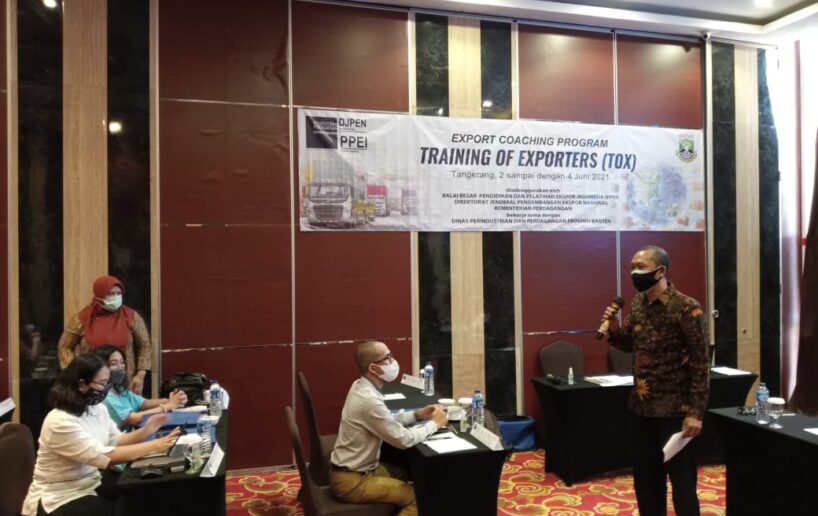 DJPEN
PPEI
EXPORT COACHING PROGRAM
TRAINING OF EXPORTERS (TOX)
Tangerang, 2 sampai dengan 4 Juni 2021
diselenggarakan oleh
BALAI BESAR PENDIDIKAN DAN PELATIHAN EKSPOR INDONESIA (PPEI)
DIREKTORAT JENDERAL PENGEMBANGAN EKSPOR NASIONAL
KEMENTERIAN PERDAGANGAN
bekerja sama dengan
DINAS PERINDUSTRIAN DAN PERDAGANGAN PROVINSI BANTEN